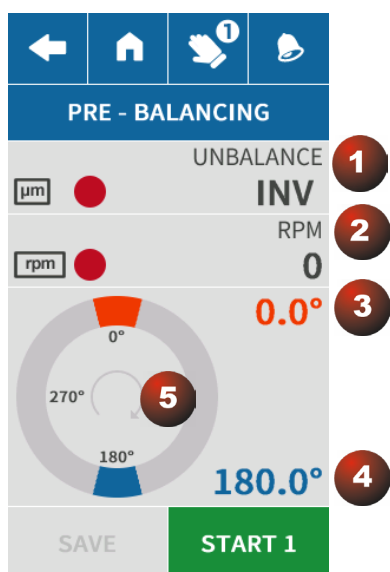 1
PRE - BALANCING
UNBALANCE
1
µm
INV
RPM
2
rpm
0
0.0°
3
0°
270°
5
180°
180.0°
4
SAVE
START 1